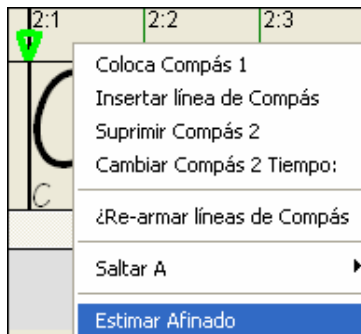 2:1 2:2 2:3
Coloca Compás 1
Insertar línea de Compás
Suprimir Compás 2
Cambiar Compás 2 Tiempo:
¿Re-armar líneas de Compás
Saltar A
C
Estimar Afinado